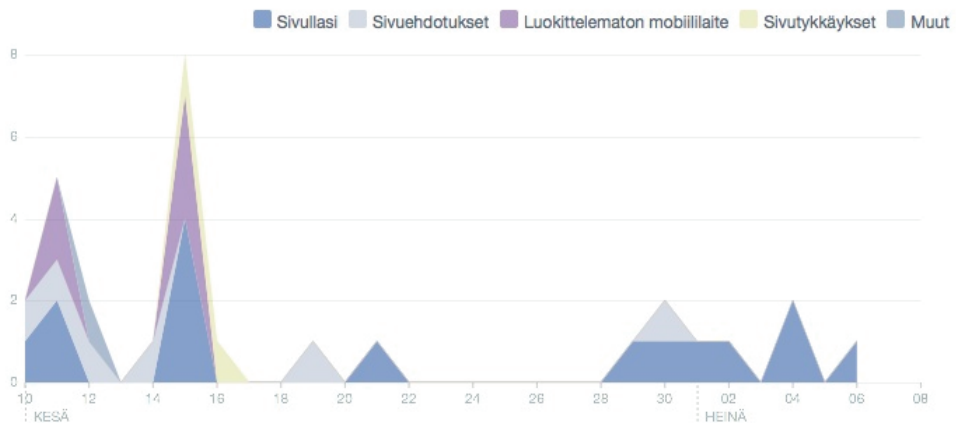 Sivullasi Sivuehdotukset Luokittelematon mobiililaite Sivutykkäykset Muut
8
6
4
2
0
10 12 14 16 18 20 22 24 26 28 30 02 04 06 08
KESÄ HEINÄ